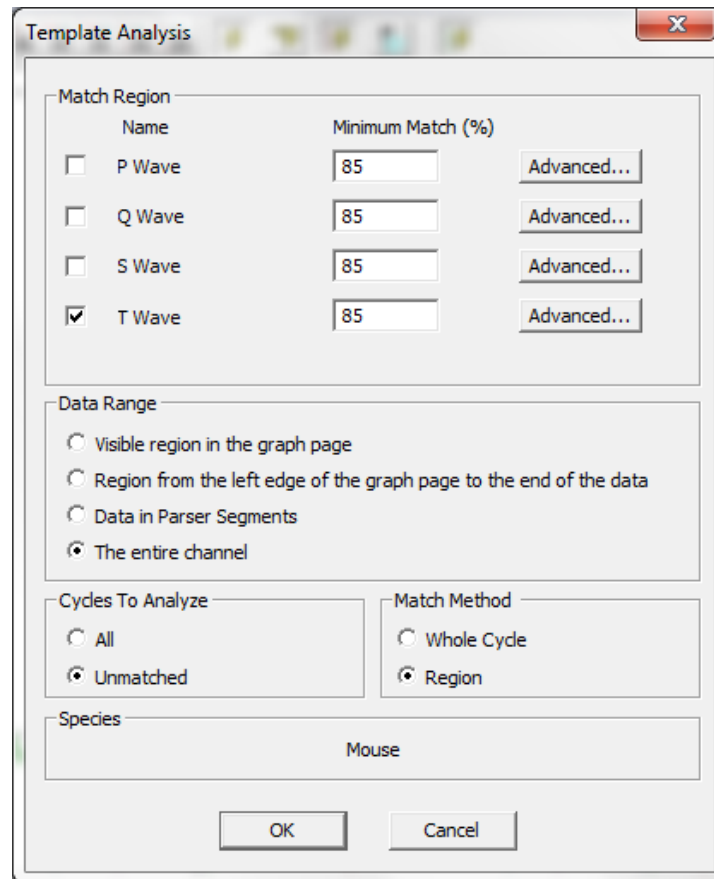 Template Analysis
Match Region
Name Minimum Match (%)
P Wave 85 Advanced...
Q Wave 85 Advanced...
S Wave 85 Advanced...
T Wave 85 Advanced...
Data Range
Visible region in the graph page
Region from the left edge of the graph page to the end of the data
Data in Parser Segments
The entire channel
Cycles To Analyze Match Method
All Whole Cycle
Unmatched Region
Species
Mouse
OK Cancel